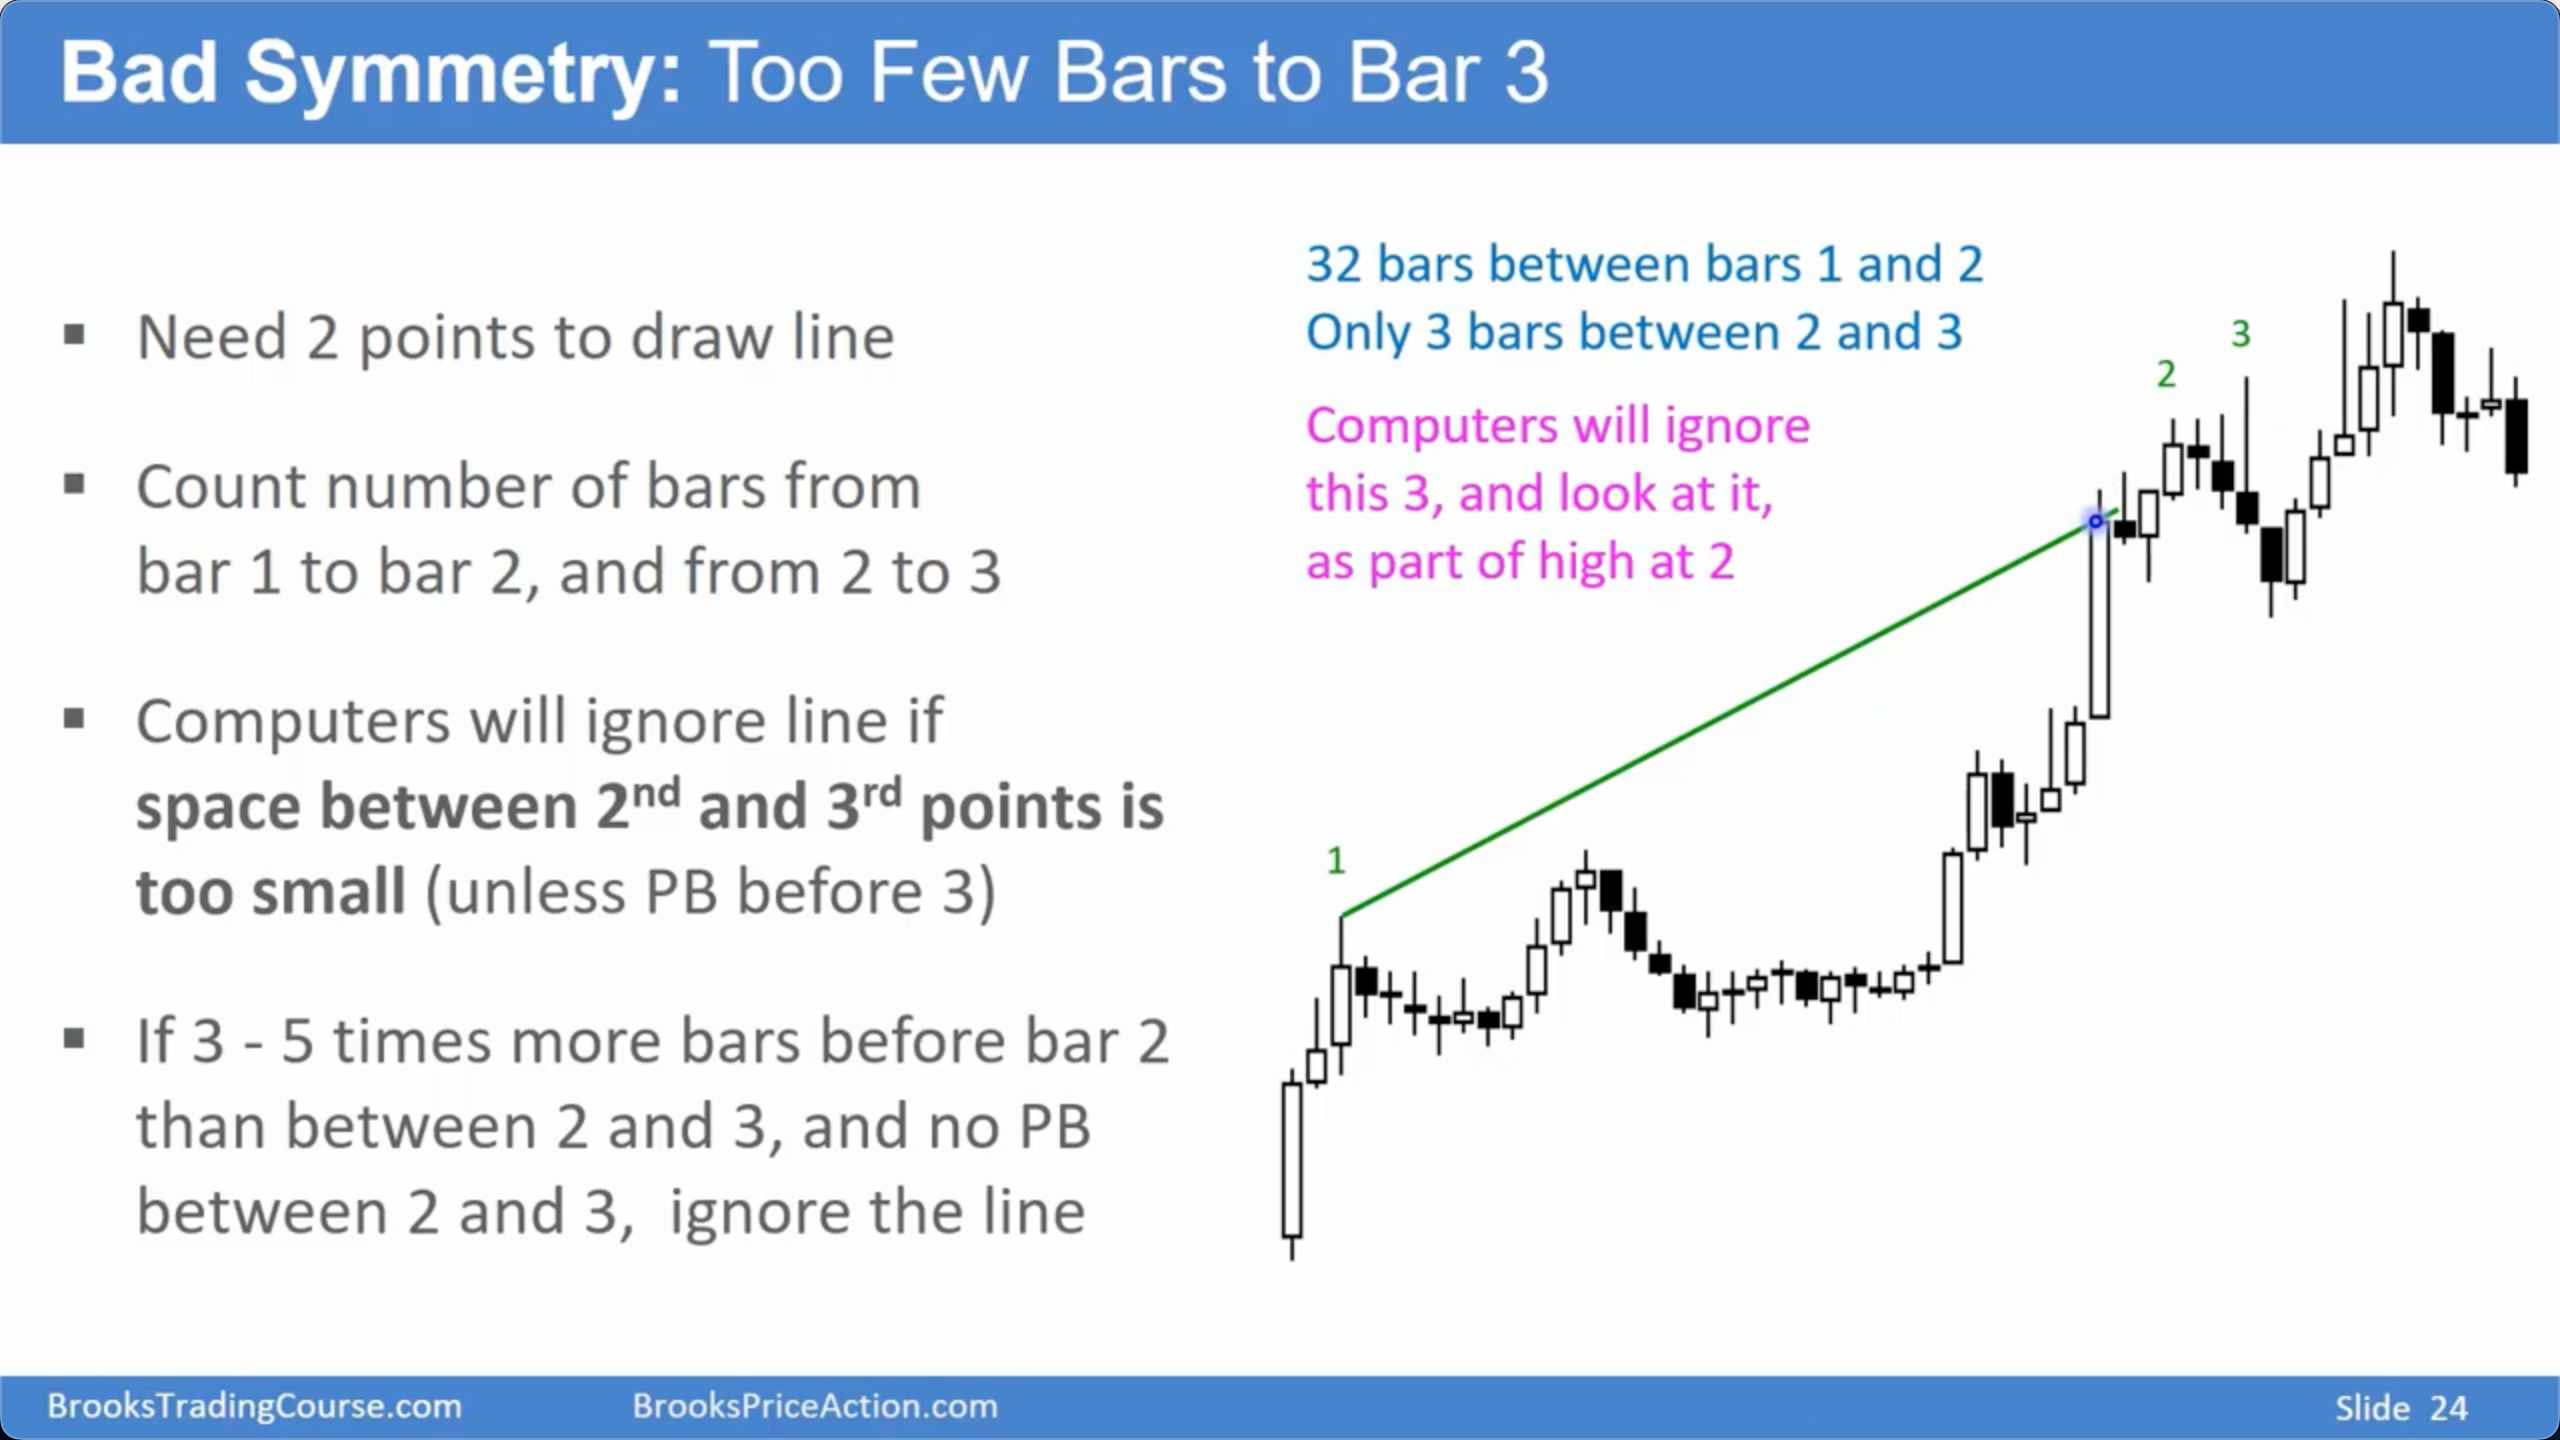 Bad Symmetry: Too Few Bars to Bar 3
▪ Need 2 points to draw line
▪ Count number of bars from
bar 1 to bar 2, and from 2 to 3
▪ Computers will ignore line if
space between 2nd and 3rd points is
too small (unless PB before 3)
▪ If 3 - 5 times more bars before bar 2
than between 2 and 3, and no PB
between 2 and 3, ignore the line
32 bars between bars 1 and 2
Only 3 bars between 2 and 3
Computers will ignore
this 3, and look at it,
as part of high at 2
1
2
3
BrooksTradingCourse.com
BrooksPriceAction.com
Slide 24